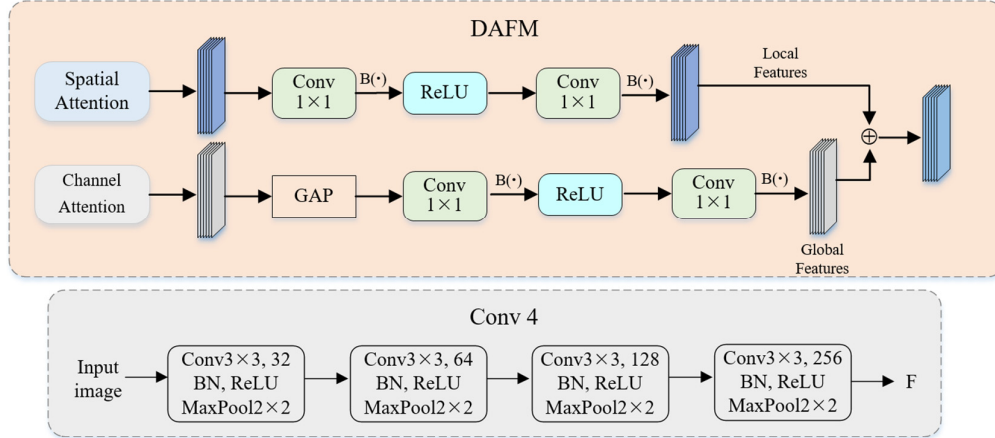 DAFM
Spatial
Attention
Conv
1×1
B(·)
ReLU
Conv
1×1
B(·)
Local
Features
⊕
Channel
Attention
GAP
Conv
1×1
B(·)
ReLU
Conv
1×1
B(·)
Global
Features
Conv 4
Input
image
Conv3×3, 32
BN, ReLU
MaxPool2×2
Conv3×3, 64
BN, ReLU
MaxPool2×2
Conv3×3, 128
BN, ReLU
MaxPool2×2
Conv3×3, 256
BN, ReLU
MaxPool2×2
F